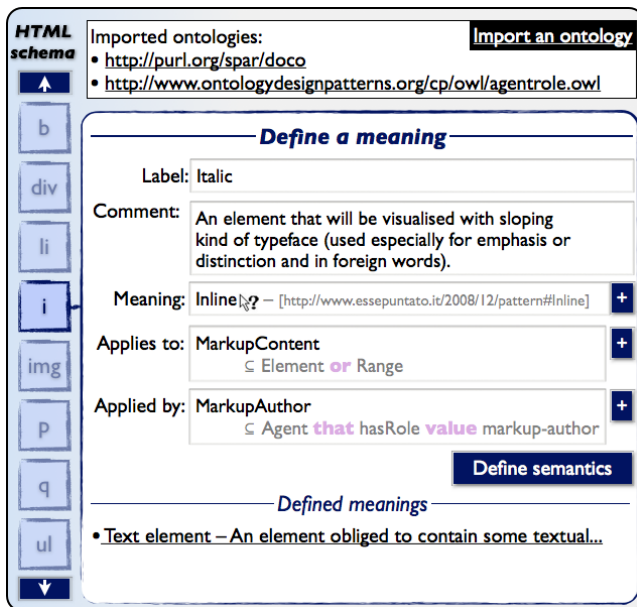 HTML
schema
b
div
li
i
img
p
q
ul
Imported ontologies:
Import an ontology
• http://purl.org/spar/doco
• http://www.ontologydesignpatterns.org/cp/owl/agentrole.owl
Define a meaning
Label: Italic
Comment: An element that will be visualised with sloping
kind of typeface (used especially for emphasis or
distinction and in foreign words).
Meaning: Inline ? – [http://www.essepuntato.it/2008/12/pattern#Inline] +
Applies to: MarkupContent +
⊆ Element or Range
Applied by: MarkupAuthor +
⊆ Agent that hasRole value markup-author
Define semantics
Defined meanings
• Text element – An element obliged to contain some textual...